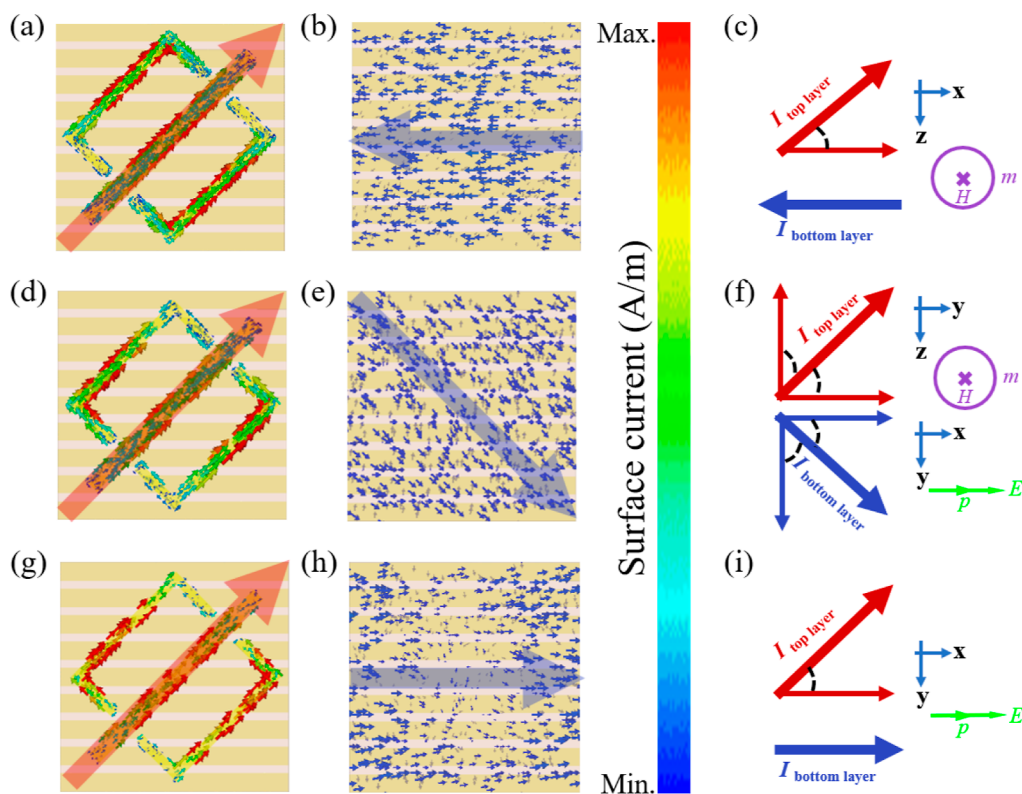 (a)
(b)
Max.
(c)
I top layer
x
z
H
m
I bottom layer
Surface current (A/m)
(d)
(e)
(f)
I top layer
y
z
H
m
x
y
I bottom layer
p
E
(g)
(h)
Min.
(i)
I top layer
x
y
p
E
I bottom layer